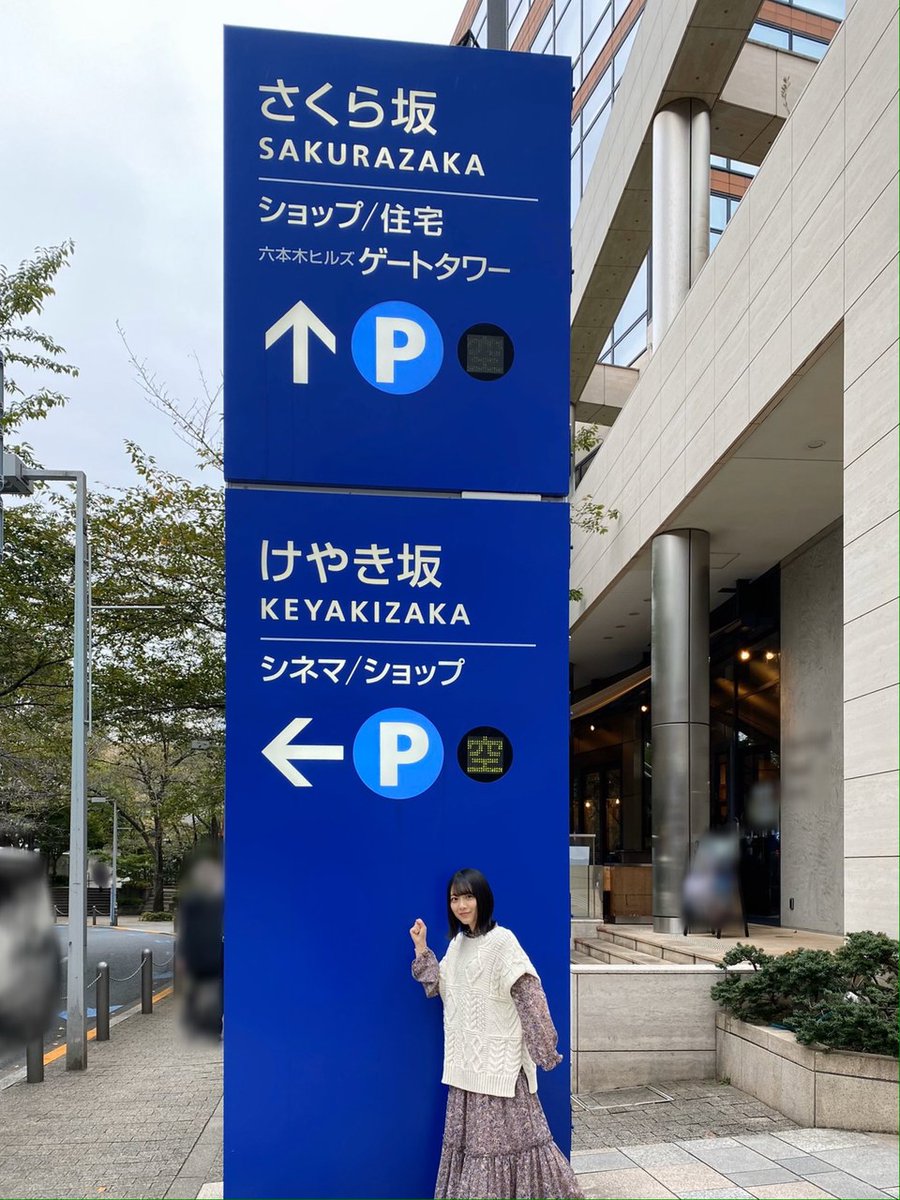 さくら坂
SAKURAZAKA
ショップ/住宅
六本木ヒルズ ゲートタワー
↑ P
けやき坂
KEYAKIZAKA
シネマ/ショップ
← P 空